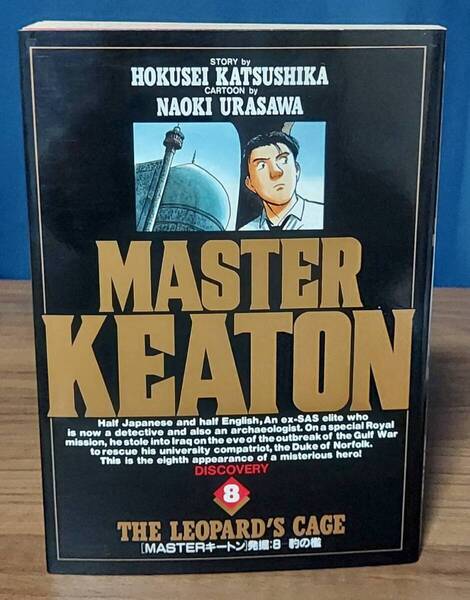 STORY by
HOKUSEI KATSUSHIKA
CARTOON by
NAOKI URASAWA
MASTER
KEATON
Half Japanese and half English, An ex-SAS elite who
is now a detective and also an archaeologist. On a special Royal
mission, he stole into Iraq on the eve of the outbreak of the Gulf War
to rescue his university compatriot, the Duke of Norfolk.
This is the eighth appearance of a misterious hero!
DISCOVERY
8
THE LEOPARD'S CAGE
[MASTERキートン]発掘:8 豹の檻